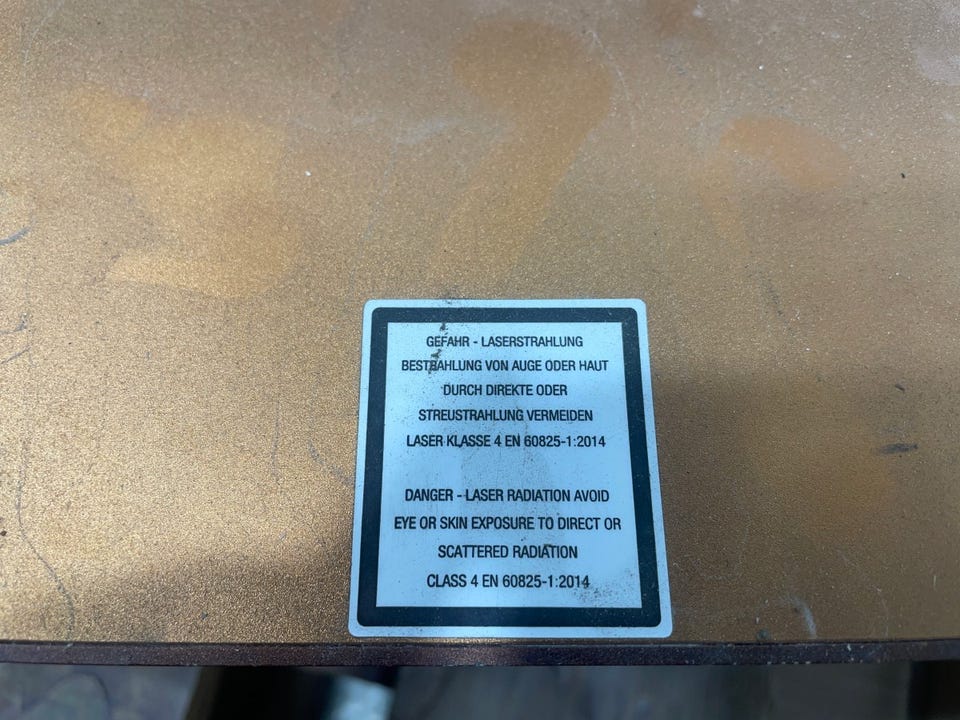 GEFAHR - LASERSTRAHLUNG
BESTRAHLUNG VON AUGE ODER HAUT
DURCH DIREKTE ODER
STREUSTRAHLUNG VERMEIDEN
LASER KLASSE 4 EN 60825-1:2014
DANGER - LASER RADIATION AVOID
EYE OR SKIN EXPOSURE TO DIRECT OR
SCATTERED RADIATION
CLASS 4 EN 60825-1:2014